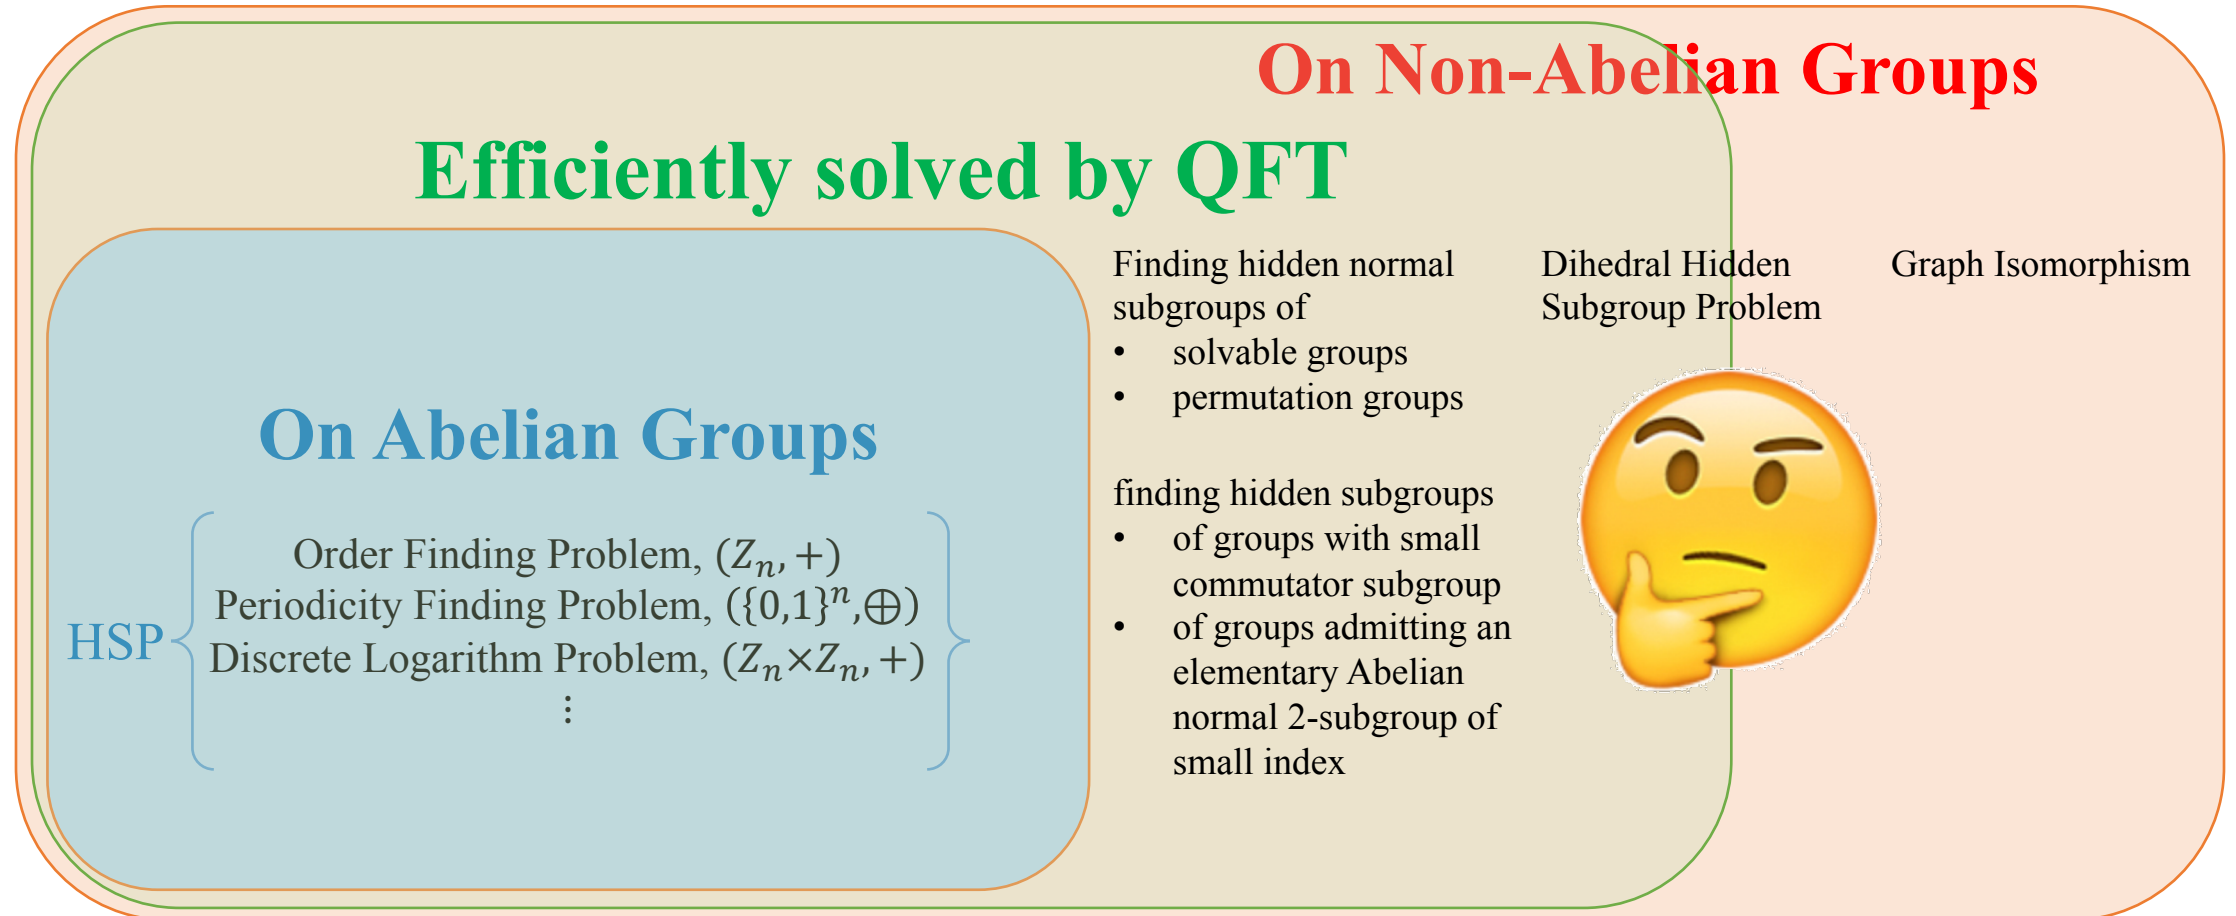 On Non-Abelian Groups
Efficiently solved by QFT
On Abelian Groups
HSP
Order Finding Problem, (Zₙ, +)
Periodicity Finding Problem, ({0,1}ⁿ,⊕)
Discrete Logarithm Problem, (Zₙ×Zₙ, +)
⋮
Finding hidden normal
subgroups of
• solvable groups
• permutation groups
finding hidden subgroups
• of groups with small
commutator subgroup
• of groups admitting an
elementary Abelian
normal 2-subgroup of
small index
Dihedral Hidden
Subgroup Problem
Graph Isomorphism